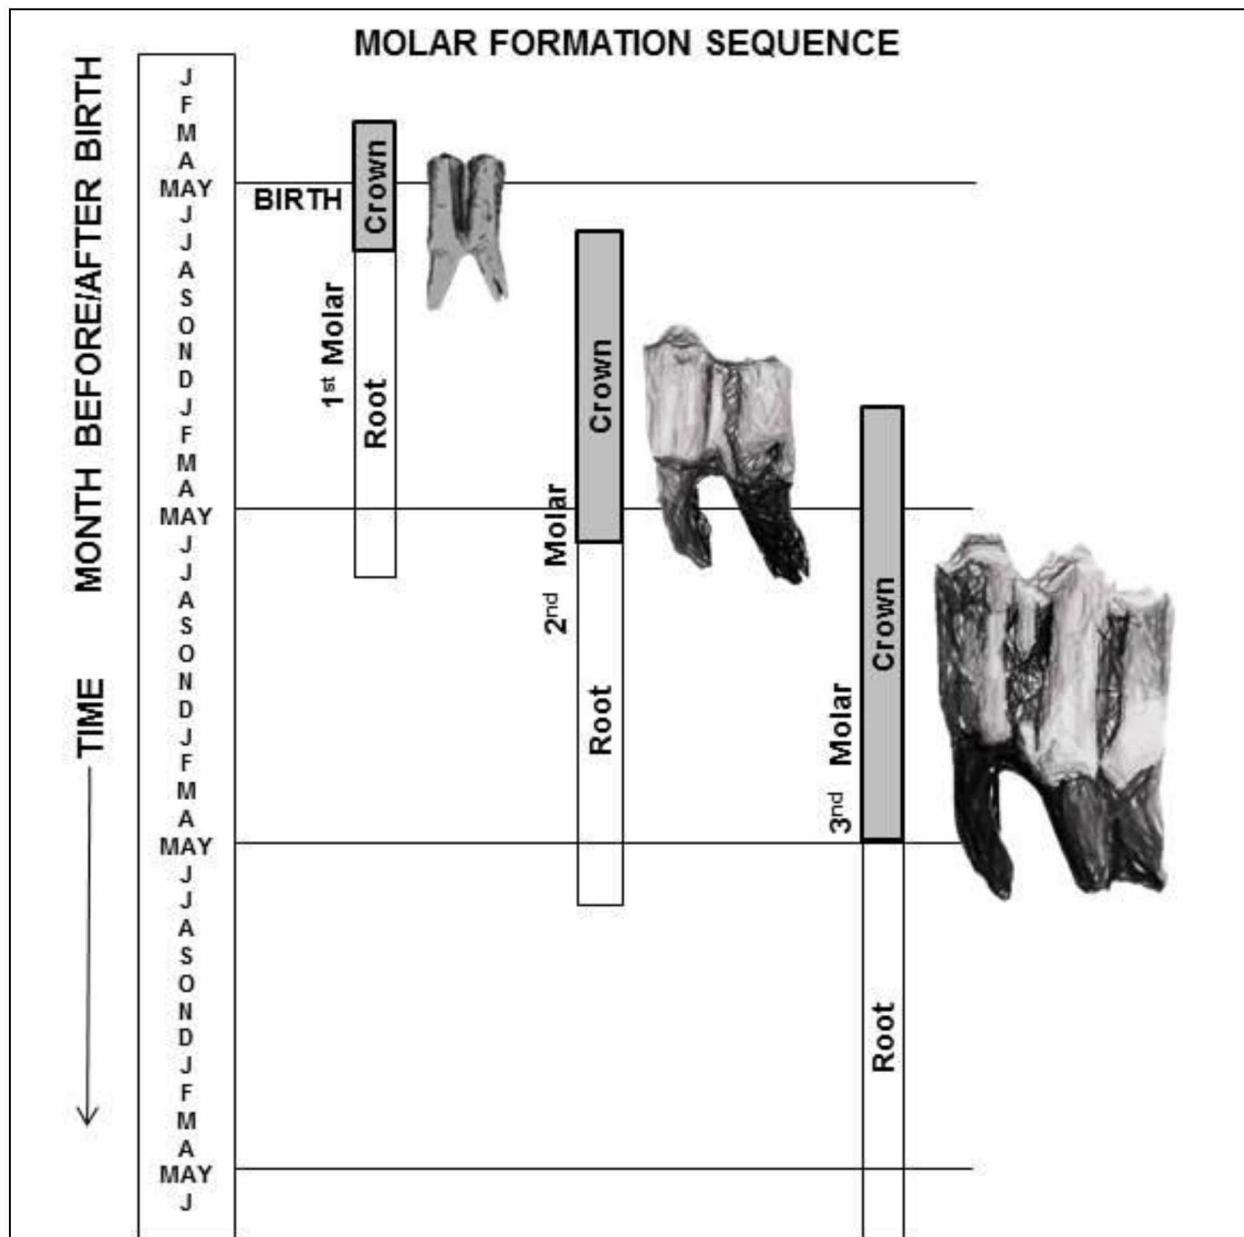 MOLAR FORMATION SEQUENCE
TIME MONTH BEFORE/AFTER BIRTH
J
F
M
A
MAY
J
J
A
S
O
N
D
J
F
M
A
MAY
J
J
A
S
O
N
D
J
F
M
A
MAY
J
J
A
S
O
N
D
J
F
M
A
MAY
J
BIRTH
1st Molar
Crown
Root
2nd Molar
Crown
Root
3nd Molar
Crown
Root